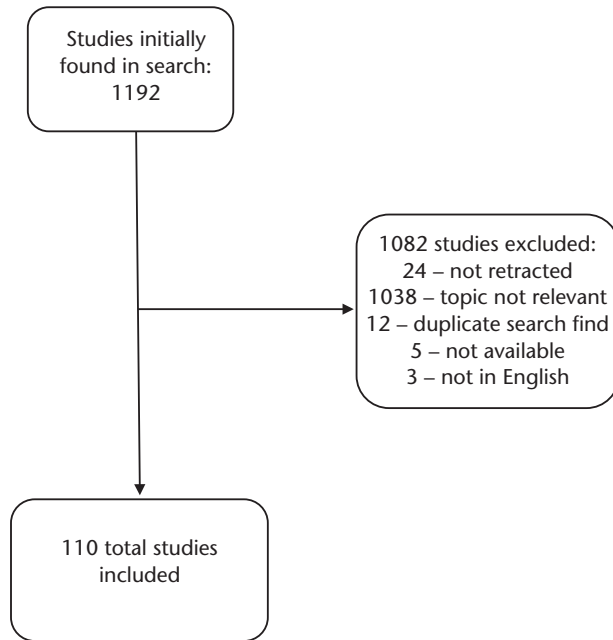 Studies initially
found in search:
1192
1082 studies excluded:
24 – not retracted
1038 – topic not relevant
12 – duplicate search find
5 – not available
3 – not in English
110 total studies
included